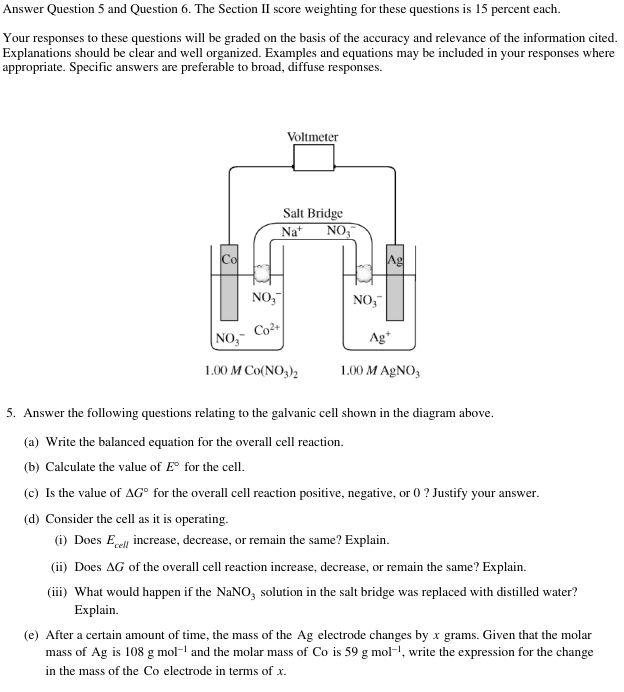 Answer Question 5 and Question 6. The Section II score weighting for these questions is 15 percent each.
Your responses to these questions will be graded on the basis of the accuracy and relevance of the information cited.
Explanations should be clear and well organized. Examples and equations may be included in your responses where
appropriate. Specific answers are preferable to broad, diffuse responses.
Voltmeter
Salt Bridge
Na⁺ NO₃⁻
Co
Ag
NO₃⁻
NO₃⁻
Co²⁺
NO₃⁻
Ag⁺
1.00 M Co(NO₃)₂
1.00 M AgNO₃
5. Answer the following questions relating to the galvanic cell shown in the diagram above.
(a) Write the balanced equation for the overall cell reaction.
(b) Calculate the value of E° for the cell.
(c) Is the value of ΔG° for the overall cell reaction positive, negative, or 0 ? Justify your answer.
(d) Consider the cell as it is operating.
(i) Does E_cell increase, decrease, or remain the same? Explain.
(ii) Does ΔG of the overall cell reaction increase, decrease, or remain the same? Explain.
(iii) What would happen if the NaNO₃ solution in the salt bridge was replaced with distilled water?
Explain.
(e) After a certain amount of time, the mass of the Ag electrode changes by x grams. Given that the molar
mass of Ag is 108 g mol⁻¹ and the molar mass of Co is 59 g mol⁻¹, write the expression for the change
in the mass of the Co electrode in terms of x.